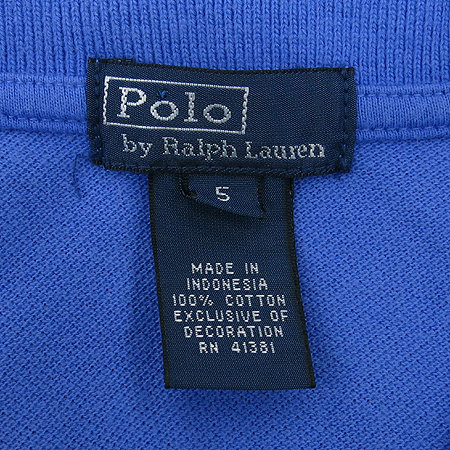 Polo
by Ralph Lauren
5
MADE IN
INDONESIA
100% COTTON
EXCLUSIVE OF
DECORATION
RN 41381